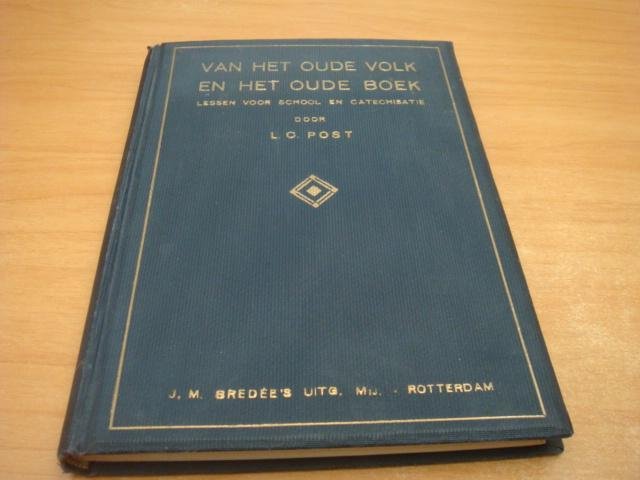 VAN HET OUDE VOLK
EN HET OUDE BOEK
LESSEN VOOR SCHOOL EN CATECHISATIE
DOOR
L. C. POST
J. M. BREDÉE'S UITG. MIJ. - ROTTERDAM